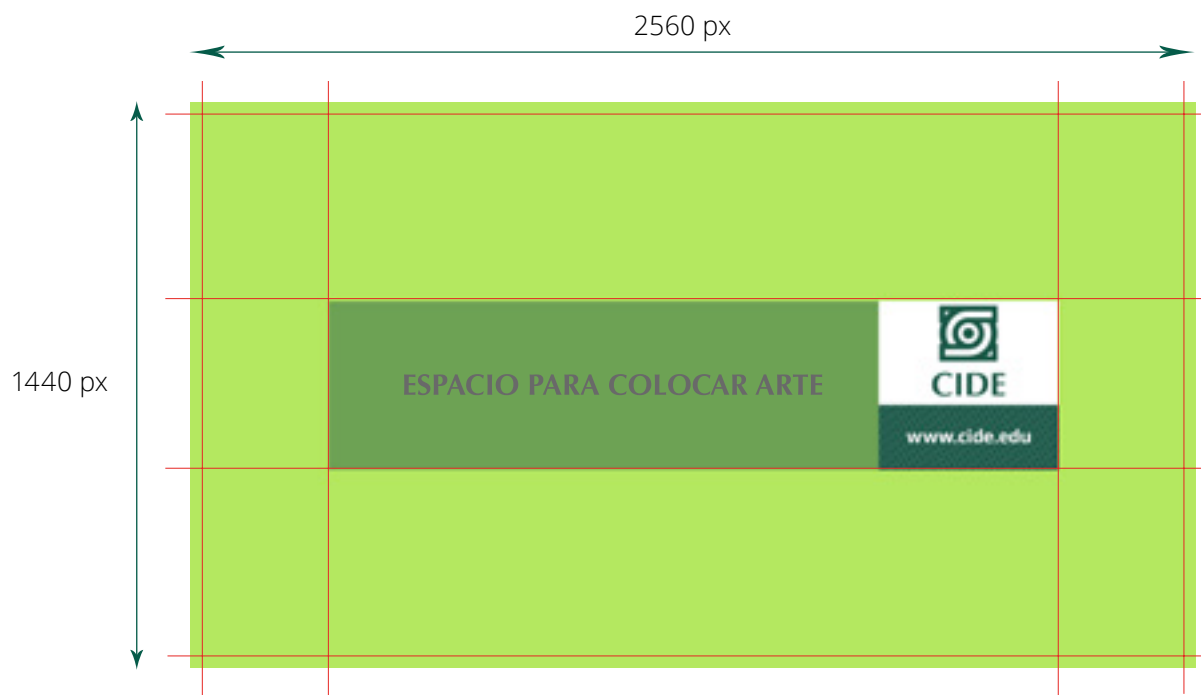 2560 px
1440 px
ESPACIO PARA COLOCAR ARTE
CIDE
www.cide.edu